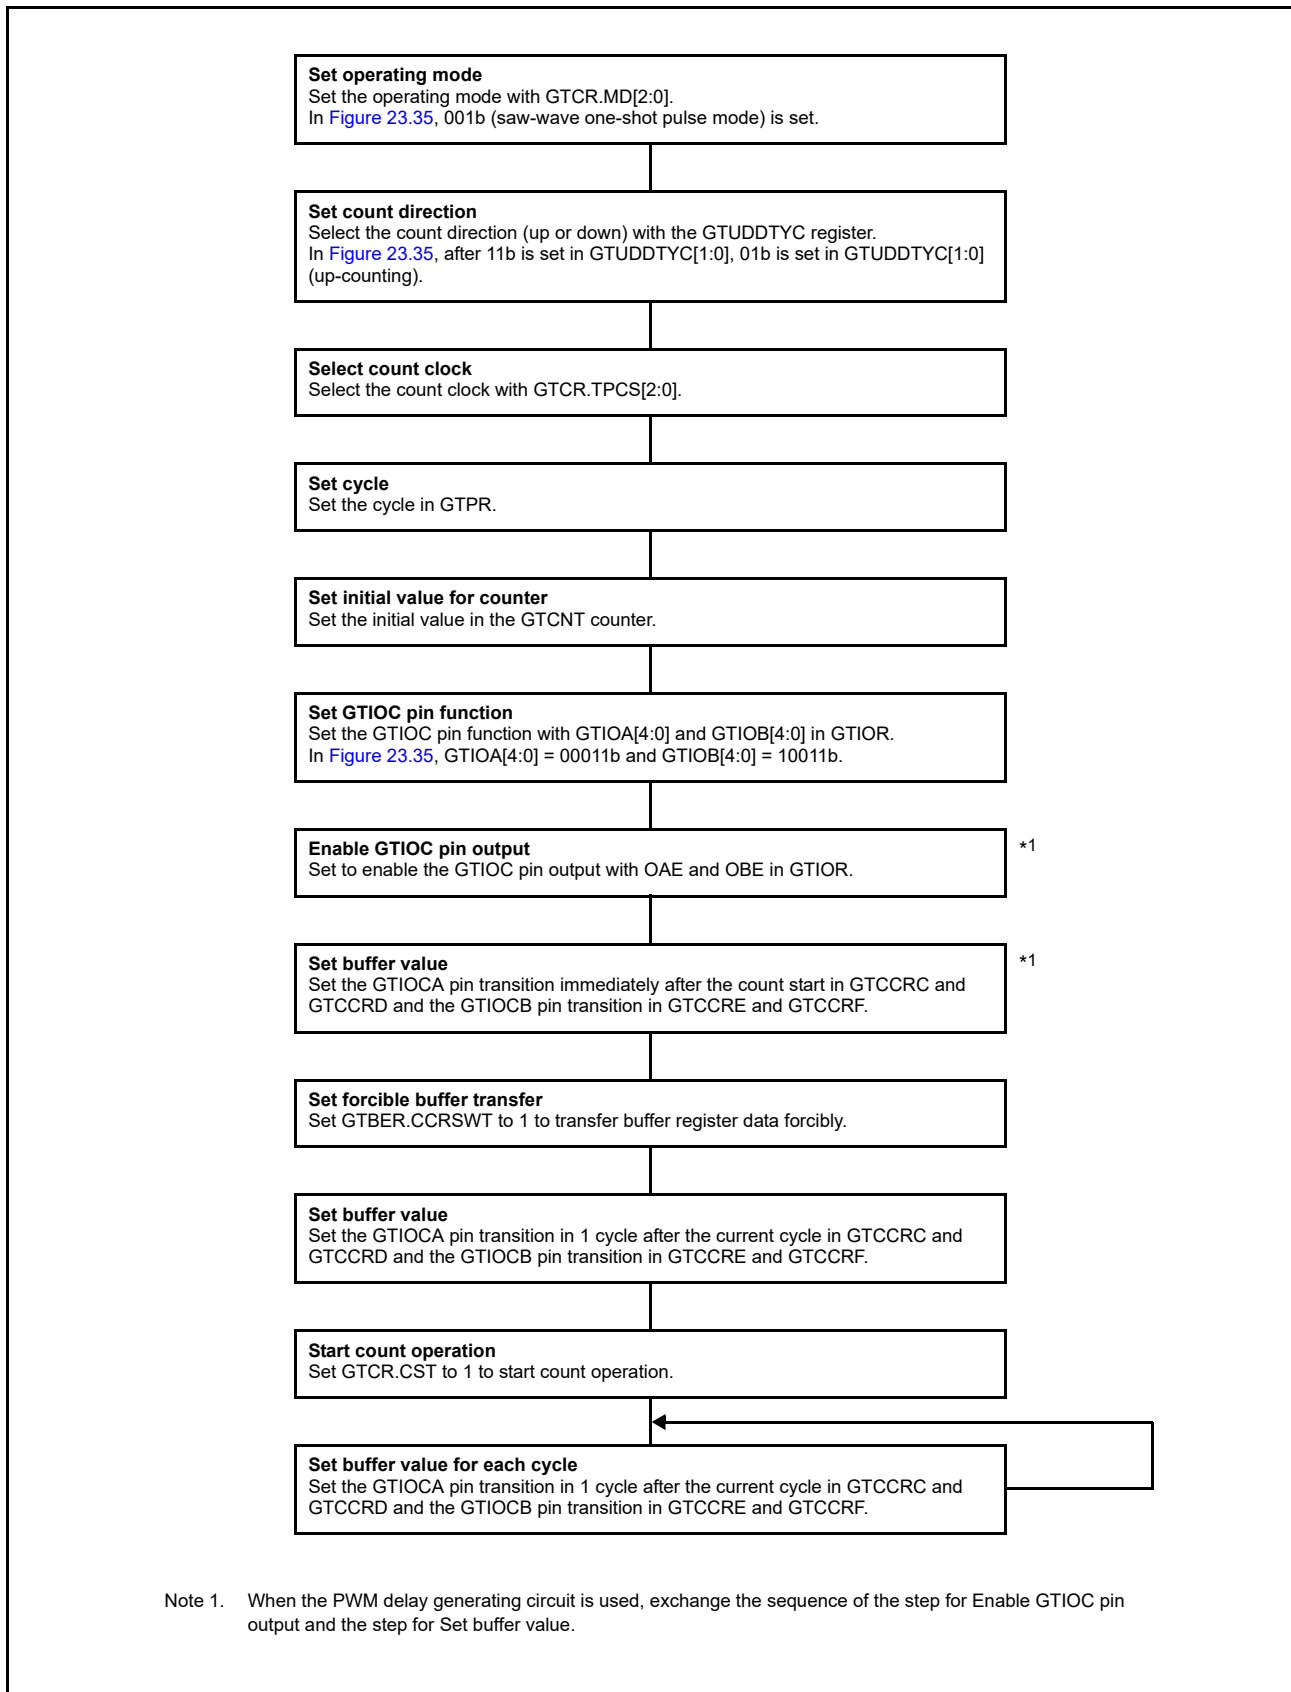 Set operating mode
Set the operating mode with GTCR.MD[2:0].
In Figure 23.35, 001b (saw-wave one-shot pulse mode) is set.
Set count direction
Select the count direction (up or down) with the GTUDDTYC register.
In Figure 23.35, after 11b is set in GTUDDTYC[1:0], 01b is set in GTUDDTYC[1:0]
(up-counting).
Select count clock
Select the count clock with GTCR.TPCS[2:0].
Set cycle
Set the cycle in GTPR.
Set initial value for counter
Set the initial value in the GTCNT counter.
Set GTIOC pin function
Set the GTIOC pin function with GTIOA[4:0] and GTIOB[4:0] in GTIOR.
In Figure 23.35, GTIOA[4:0] = 00011b and GTIOB[4:0] = 10011b.
Enable GTIOC pin output *1
Set to enable the GTIOC pin output with OAE and OBE in GTIOR.
Set buffer value *1
Set the GTIOCA pin transition immediately after the count start in GTCCRC and
GTCCRD and the GTIOCB pin transition in GTCCRE and GTCCRF.
Set forcible buffer transfer
Set GTBER.CCRSWT to 1 to transfer buffer register data forcibly.
Set buffer value
Set the GTIOCA pin transition in 1 cycle after the current cycle in GTCCRC and
GTCCRD and the GTIOCB pin transition in GTCCRE and GTCCRF.
Start count operation
Set GTCR.CST to 1 to start count operation.
Set buffer value for each cycle
Set the GTIOCA pin transition in 1 cycle after the current cycle in GTCCRC and
GTCCRD and the GTIOCB pin transition in GTCCRE and GTCCRF.
Note 1. When the PWM delay generating circuit is used, exchange the sequence of the step for Enable GTIOC pin
output and the step for Set buffer value.